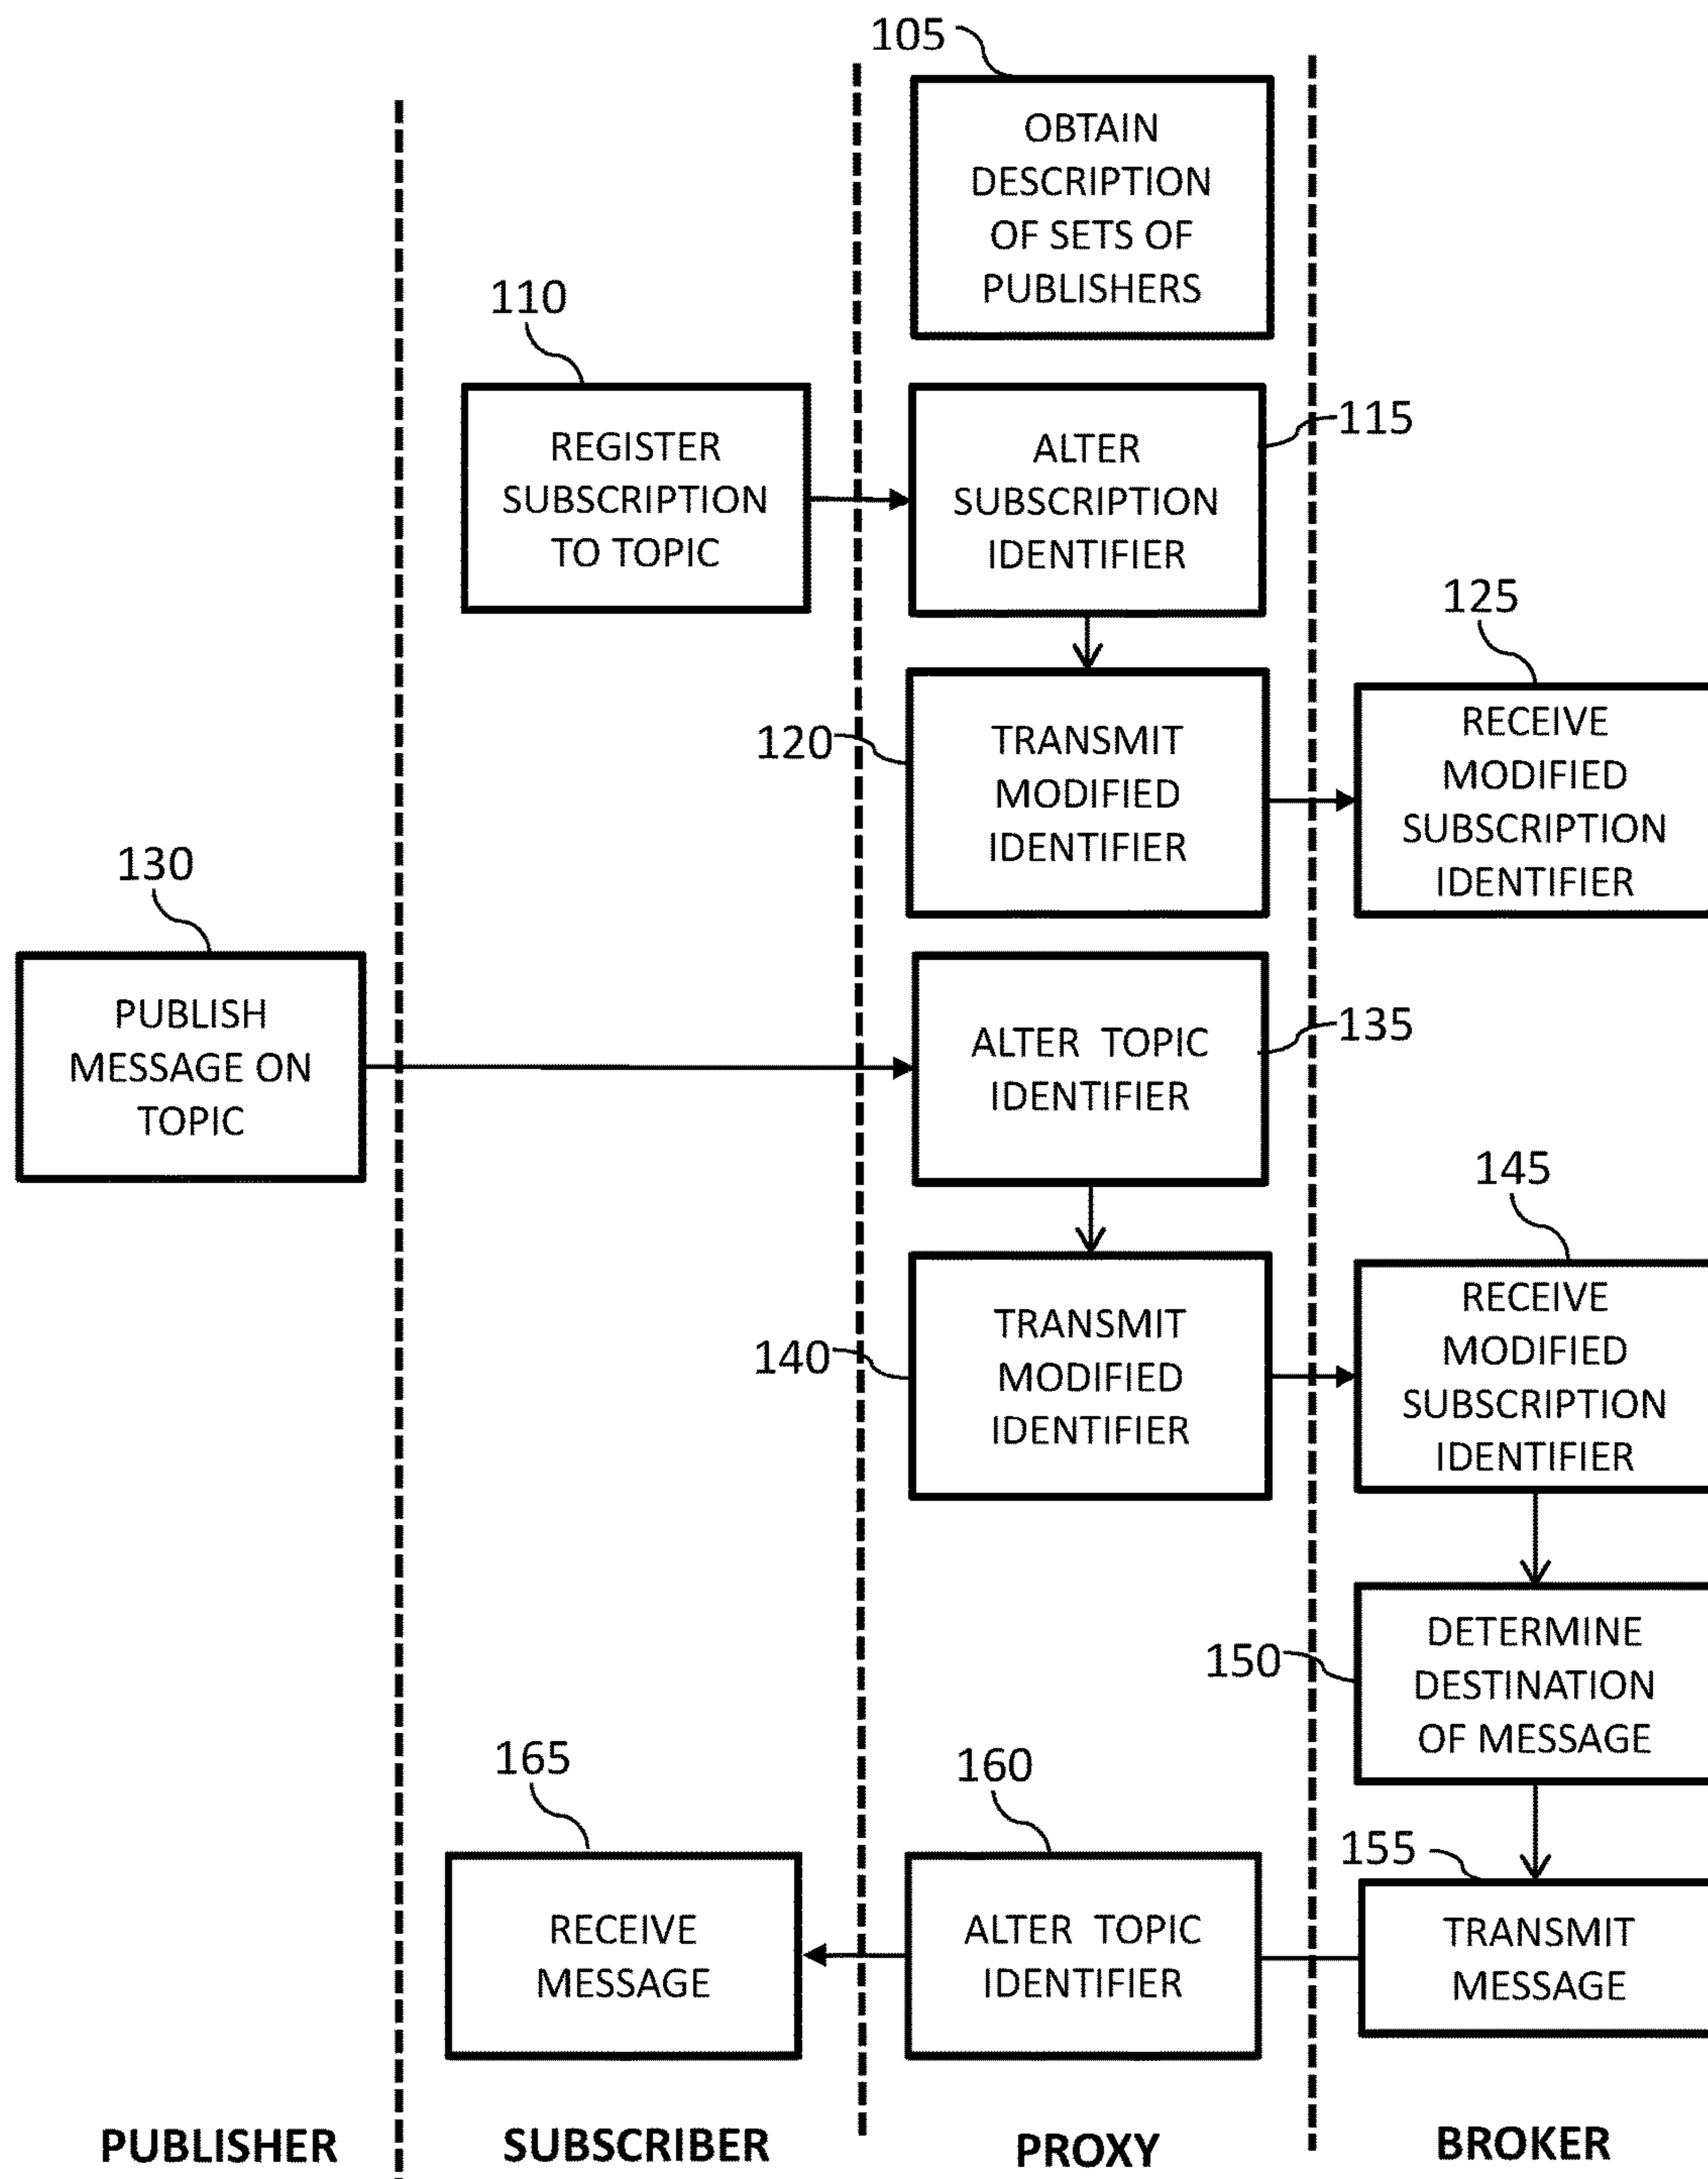 105
OBTAIN
DESCRIPTION
OF SETS OF
PUBLISHERS
110
REGISTER
SUBSCRIPTION
TO TOPIC
115
ALTER
SUBSCRIPTION
IDENTIFIER
120
TRANSMIT
MODIFIED
IDENTIFIER
125
RECEIVE
MODIFIED
SUBSCRIPTION
IDENTIFIER
130
PUBLISH
MESSAGE ON
TOPIC
135
ALTER TOPIC
IDENTIFIER
140
TRANSMIT
MODIFIED
IDENTIFIER
145
RECEIVE
MODIFIED
SUBSCRIPTION
IDENTIFIER
150
DETERMINE
DESTINATION
OF MESSAGE
155
TRANSMIT
MESSAGE
160
ALTER TOPIC
IDENTIFIER
165
RECEIVE
MESSAGE
PUBLISHER
SUBSCRIBER
PROXY
BROKER